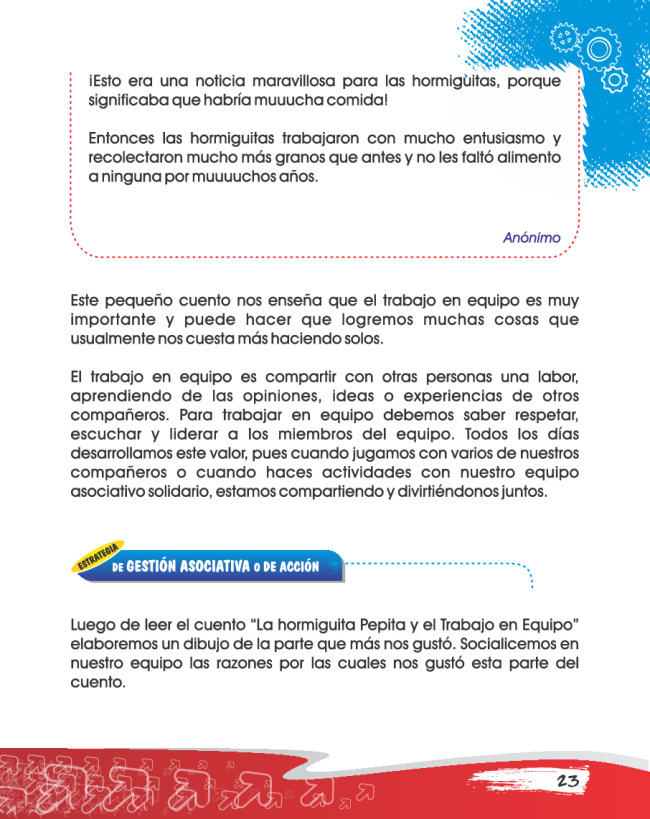 ¡Esto era una noticia maravillosa para las hormiguitas, porque
significaba que habría muuucha comida!
Entonces las hormiguitas trabajaron con mucho entusiasmo y
recolectaron mucho más granos que antes y no les faltó alimento
a ninguna por muuuuchos años.
Anónimo
Este pequeño cuento nos enseña que el trabajo en equipo es muy
importante y puede hacer que logremos muchas cosas que
usualmente nos cuesta más haciendo solos.
El trabajo en equipo es compartir con otras personas una labor,
aprendiendo de las opiniones, ideas o experiencias de otros
compañeros. Para trabajar en equipo debemos saber respetar,
escuchar y liderar a los miembros del equipo. Todos los días
desarrollamos este valor, pues cuando jugamos con varios de nuestros
compañeros o cuando haces actividades con nuestro equipo
asociativo solidario, estamos compartiendo y divirtiéndonos juntos.
ESTRATEGIA
DE GESTIÓN ASOCIATIVA O DE ACCIÓN
Luego de leer el cuento “La hormiguita Pepita y el Trabajo en Equipo”
elaboremos un dibujo de la parte que más nos gustó. Socialicemos en
nuestro equipo las razones por las cuales nos gustó esta parte del
cuento.
23